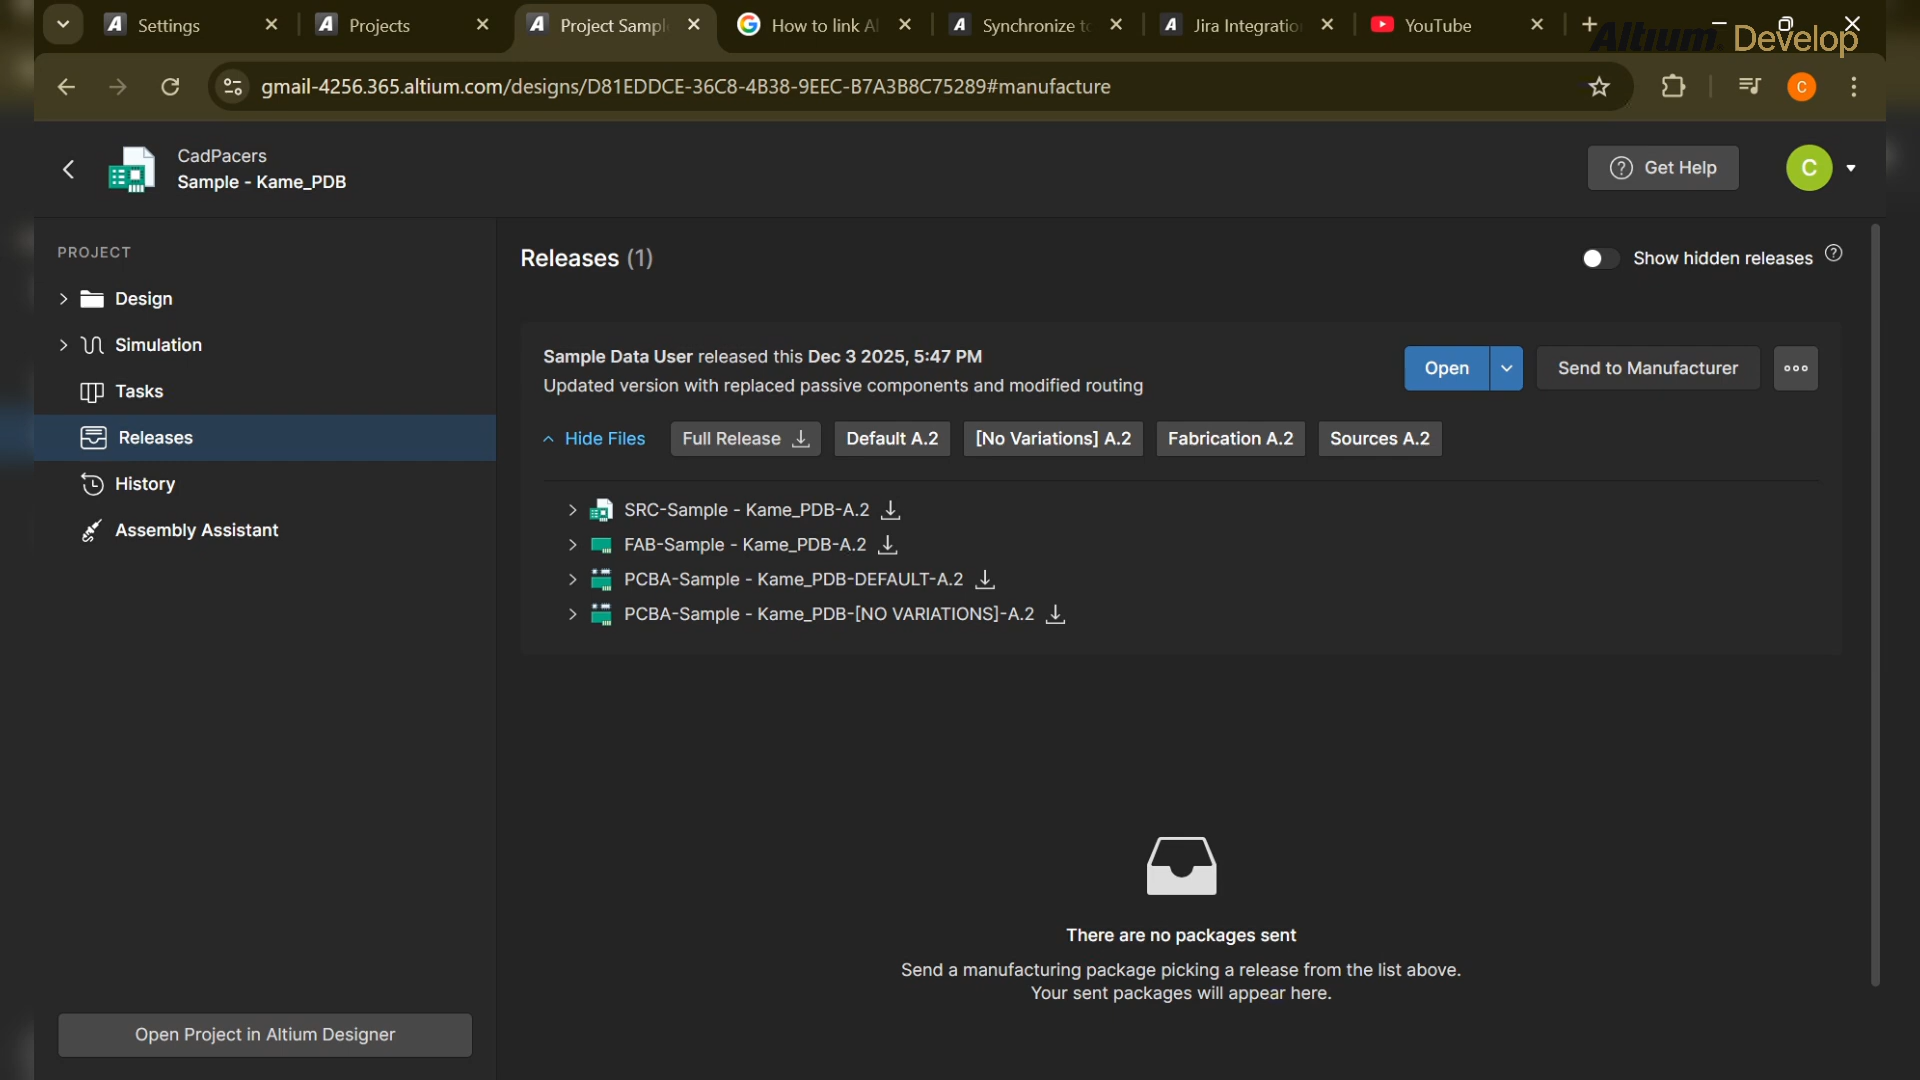 Settings
Projects
Project Sampl
How to link Al
Synchronize to
Jira Integratio
YouTube
Altium Develop
gmail-4256.365.altium.com/designes/D81EDDCE-36C8-4B38-9EEC-B7A3B8C75289#manufacture
C
CadPacers
Sample - Kame_PDB
Get Help
C
PROJECT
Design
Simulation
Tasks
Releases
History
Assembly Assistant
Open Project in Altium Designer
Releases (1)
Show hidden releases
Sample Data User released this Dec 3 2025, 5:47 PM
Updated version with replaced passive components and modified routing
Open
Send to Manufacturer
Hide Files
Full Release
Default A.2
[No Variations] A.2
Fabrication A.2
Sources A.2
SRC-Sample - Kame_PDB-A.2
FAB-Sample - Kame_PDB-A.2
PCBA-Sample - Kame_PDB-DEFAULT-A.2
PCBA-Sample - Kame_PDB-[NO VARIATIONS]-A.2
There are no packages sent
Send a manufacturing package picking a release from the list above.
Your sent packages will appear here.